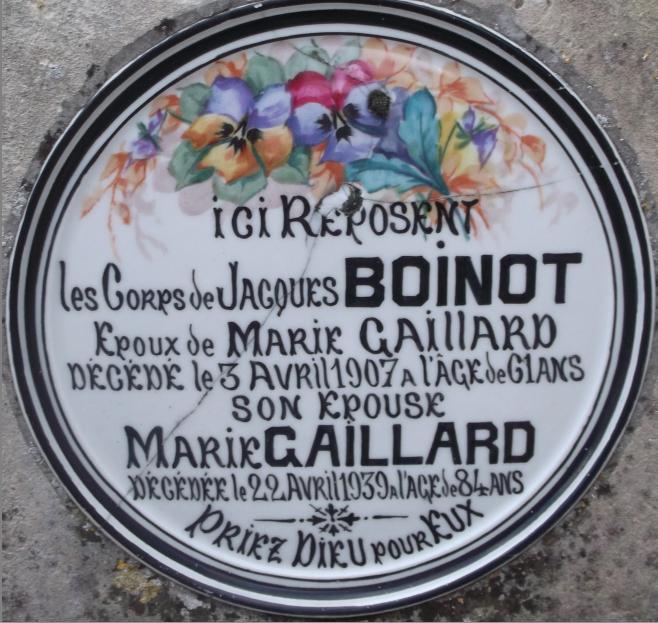 ici Reposent
les Corps de Jacques BOINOT
Epoux de Marie GAILLARD
DÉCÉDÉ le 3 Avril 1907 A l'ÂGE de 61 ANS
SON EPOUSE
Marie GAILLARD
DÉCÉDÉE le 22 Avril 1939 A l'AGE de 84 ANS
PRIEZ DIEU POUR EUX